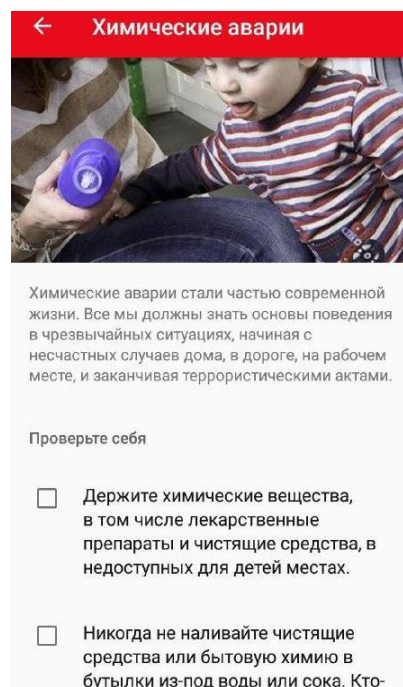 Химические аварии
Химические аварии стали частью современной
жизни. Все мы должны знать основы поведения
в чрезвычайных ситуациях, начиная с
несчастных случаев дома, в дороге, на рабочем
месте, и заканчивая террористическими актами.
Проверьте себя
Держите химические вещества,
в том числе лекарственные
препараты и чистящие средства, в
недоступных для детей местах.
Никогда не наливайте чистящие
средства или бытовую химию в
бутылки из-под воды или сока. Кто-